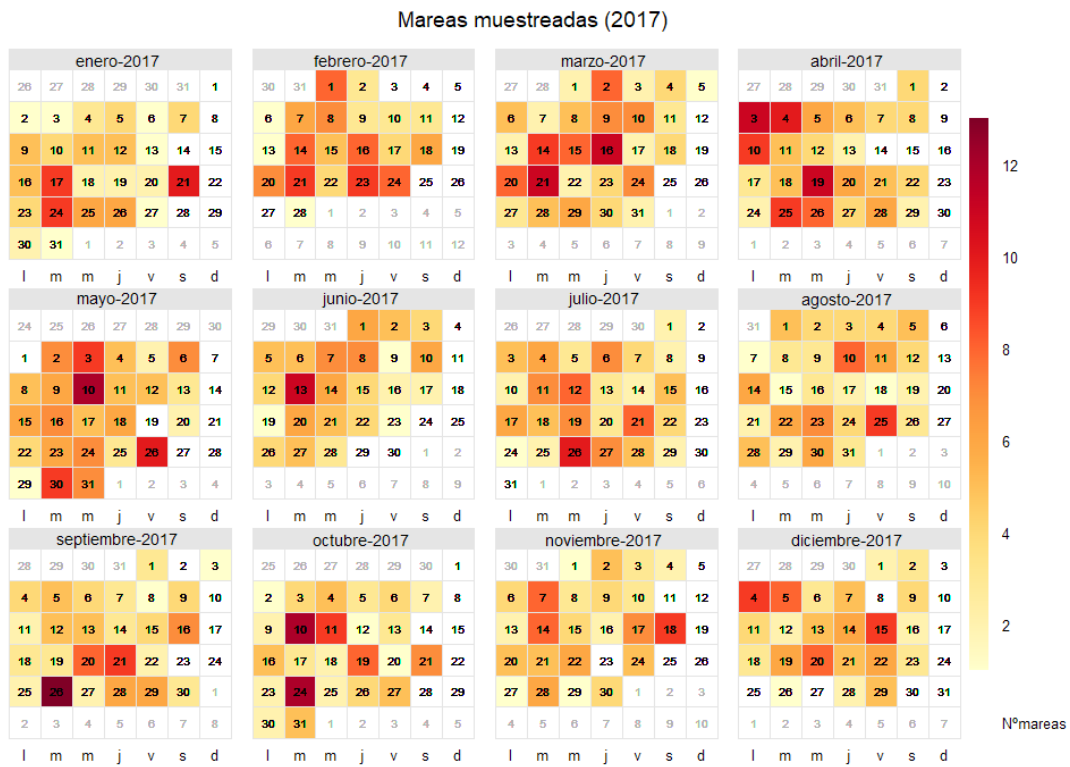 Mareas muestreadas (2017)
enero-2017
26 27 28 29 30 31 1
2 3 4 5 6 7 8
9 10 11 12 13 14 15
16 17 18 19 20 21 22
23 24 25 26 27 28 29
30 31 1 2 3 4 5
l m m j v s d
febrero-2017
30 31 1 2 3 4 5
6 7 8 9 10 11 12
13 14 15 16 17 18 19
20 21 22 23 24 25 26
27 28 1 2 3 4 5
6 7 8 9 10 11 12
l m m j v s d
marzo-2017
27 28 1 2 3 4 5
6 7 8 9 10 11 12
13 14 15 16 17 18 19
20 21 22 23 24 25 26
27 28 29 30 31 1 2
3 4 5 6 7 8 9
l m m j v s d
abril-2017
27 28 29 30 31 1 2
3 4 5 6 7 8 9
10 11 12 13 14 15 16
17 18 19 20 21 22 23
24 25 26 27 28 29 30
1 2 3 4 5 6 7
l m m j v s d
mayo-2017
24 25 26 27 28 29 30
1 2 3 4 5 6 7
8 9 10 11 12 13 14
15 16 17 18 19 20 21
22 23 24 25 26 27 28
29 30 31 1 2 3 4
l m m j v s d
junio-2017
29 30 31 1 2 3 4
5 6 7 8 9 10 11
12 13 14 15 16 17 18
19 20 21 22 23 24 25
26 27 28 29 30 1 2
3 4 5 6 7 8 9
l m m j v s d
julio-2017
26 27 28 29 30 1 2
3 4 5 6 7 8 9
10 11 12 13 14 15 16
17 18 19 20 21 22 23
24 25 26 27 28 29 30
31 1 2 3 4 5 6
l m m j v s d
agosto-2017
31 1 2 3 4 5 6
7 8 9 10 11 12 13
14 15 16 17 18 19 20
21 22 23 24 25 26 27
28 29 30 31 1 2 3
4 5 6 7 8 9 10
l m m j v s d
septiembre-2017
28 29 30 31 1 2 3
4 5 6 7 8 9 10
11 12 13 14 15 16 17
18 19 20 21 22 23 24
25 26 27 28 29 30 1
2 3 4 5 6 7 8
l m m j v s d
octubre-2017
25 26 27 28 29 30 1
2 3 4 5 6 7 8
9 10 11 12 13 14 15
16 17 18 19 20 21 22
23 24 25 26 27 28 29
30 31 1 2 3 4 5
l m m j v s d
noviembre-2017
30 31 1 2 3 4 5
6 7 8 9 10 11 12
13 14 15 16 17 18 19
20 21 22 23 24 25 26
27 28 29 30 1 2 3
4 5 6 7 8 9 10
l m m j v s d
diciembre-2017
27 28 29 30 1 2 3
4 5 6 7 8 9 10
11 12 13 14 15 16 17
18 19 20 21 22 23 24
25 26 27 28 29 30 31
1 2 3 4 5 6 7
l m m j v s d
12
10
8
6
4
2
Nºmareas